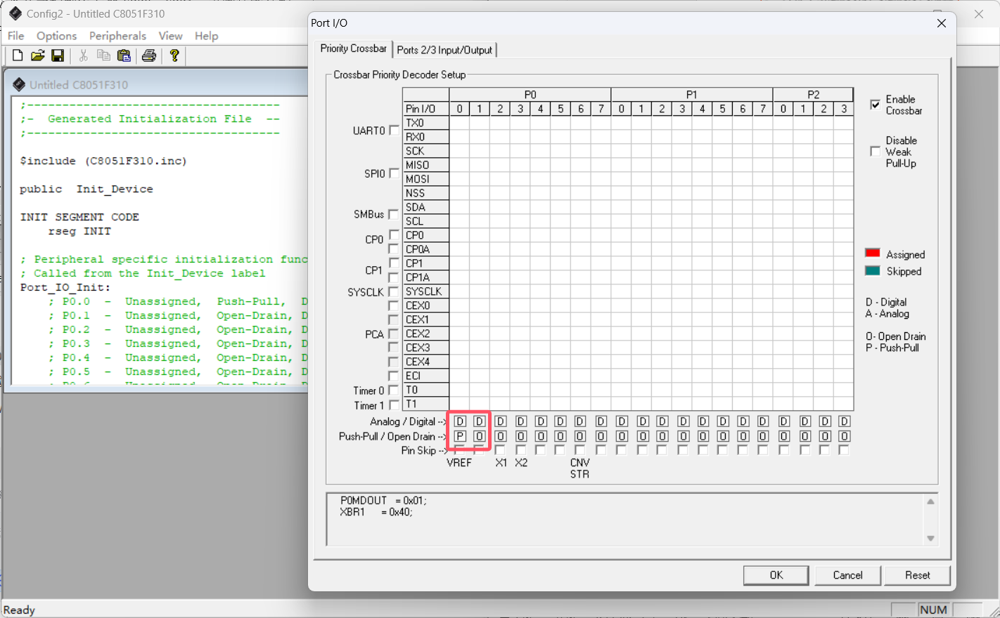 Config2 - Untitled C8051F310
File Options Peripherals View Help
Untitled C8051F310
;------------------------------------
;-  Generated Initialization File  --
;------------------------------------
$include (C8051F310.inc)
public  Init_Device
INIT SEGMENT CODE
    rseg INIT
; Peripheral specific initialization func
; Called from the Init_Device label
Port_IO_Init:
    ; P0.0  -  Unassigned,  Push-Pull,  D
    ; P0.1  -  Unassigned,  Open-Drain, D
    ; P0.2  -  Unassigned,  Open-Drain, D
    ; P0.3  -  Unassigned,  Open-Drain, D
    ; P0.4  -  Unassigned,  Open-Drain, D
    ; P0.5  -  Unassigned,  Open-Drain, D
Port I/O
Priority Crossbar Ports 2/3 Input/Output
Crossbar Priority Decoder Setup
P0 P1 P2
Pin I/O 0 1 2 3 4 5 6 7 0 1 2 3 4 5 6 7 0 1 2 3
UART0 TX0
RX0
SCK
SPI0 MISO
MOSI
NSS
SMBus SDA
SCL
CP0 CP0
CP0A
CP1 CP1
CP1A
SYSCLK SYSCLK
CEX0
CEX1
PCA CEX2
CEX3
CEX4
ECI
Timer 0 T0
Timer 1 T1
Analog / Digital --> D D D D D D D D D D D D D D D D D D D D
Push-Pull / Open Drain --> P O O O O O O O O O O O O O O O O O O O
Pin Skip -->
VREF X1 X2 CNV
STR
Enable
Crossbar
Disable
Weak
Pull-Up
Assigned
Skipped
D - Digital
A - Analog
O- Open Drain
P - Push-Pull
P0MDOUT = 0x01;
XBR1 = 0x40;
OK Cancel Reset
Ready NUM